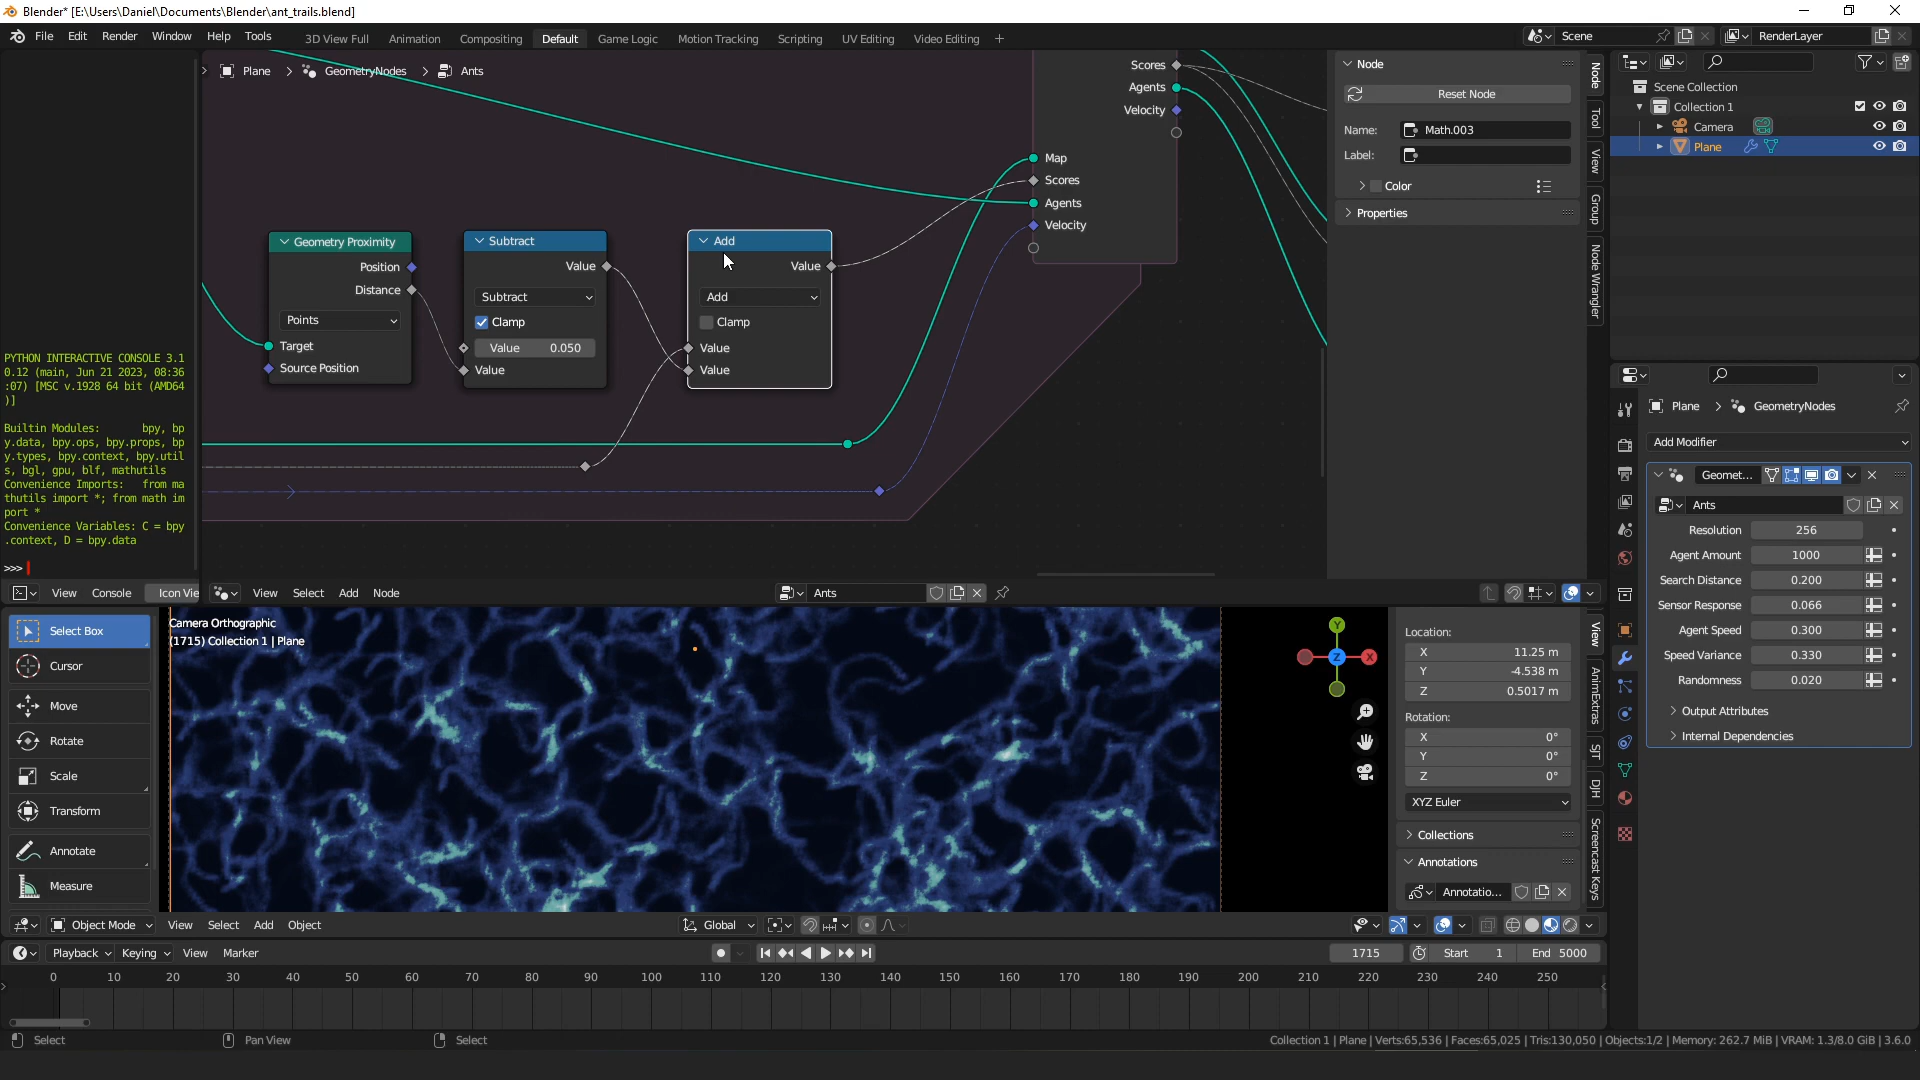 Blender* [E:\Users\Daniel\Documents\Blender\ant_trails.blend]
File Edit Render Window Help Tools 3D View Full Animation Compositing Default Game Logic Motion Tracking Scripting UV Editing Video Editing + Scene RenderLayer
Plane > GeometryNodes > Ants
Scores
Agents
Velocity
Map
Scores
Agents
Velocity
Geometry Proximity
Position
Distance
Points
Target
Source Position
Subtract
Value
Subtract
Clamp
Value 0.050
Value
Add
Value
Add
Clamp
Value
Value
Node
Reset Node
Name: Math.003
Label:
Color
Properties
Node
Tool
View
Group
Node Wrangler
Scene Collection
Collection 1
Camera
Plane
PYTHON INTERACTIVE CONSOLE 3.1
0.12 (main, Jun 21 2023, 08:36
:07) [MSC v.1928 64 bit (AMD64
)]
Builtin Modules: bpy, bp
y.data, bpy.ops, bpy.props, bp
y.types, bpy.context, bpy.util
s, bgl, gpu, blf, mathutils
Convenience Imports: from ma
thutils import *; from math im
port *
Convenience Variables: C = bpy
.context, D = bpy.data
>>>
View Console Icon Vie
View Select Add Node Ants
Plane > GeometryNodes
Add Modifier
Geomet...
Ants
Resolution 256
Agent Amount 1000
Search Distance 0.200
Sensor Response 0.066
Agent Speed 0.300
Speed Variance 0.330
Randomness 0.020
Output Attributes
Internal Dependencies
Select Box
Cursor
Move
Rotate
Scale
Transform
Annotate
Measure
Camera Orthographic
(1715) Collection 1 | Plane
Y
Z
X
Location:
X 11.25 m
Y -4.538 m
Z 0.5017 m
Rotation:
X 0°
Y 0°
Z 0°
XYZ Euler
Collections
Annotations
Annotatio...
View
AnimExtras
SJT
DJH
Screencast Keys
Object Mode View Select Add Object Global
Playback Keying View Marker 1715 Start 1 End 5000
0 10 20 30 40 50 60 70 80 90 100 110 120 130 140 150 160 170 180 190 200 210 220 230 240 250
Select Pan View Select Collection 1 | Plane | Verts:65,536 | Faces:65,025 | Tris:130,050 | Objects:1/2 | Memory: 262.7 MiB | VRAM: 1.3/8.0 GiB | 3.6.0